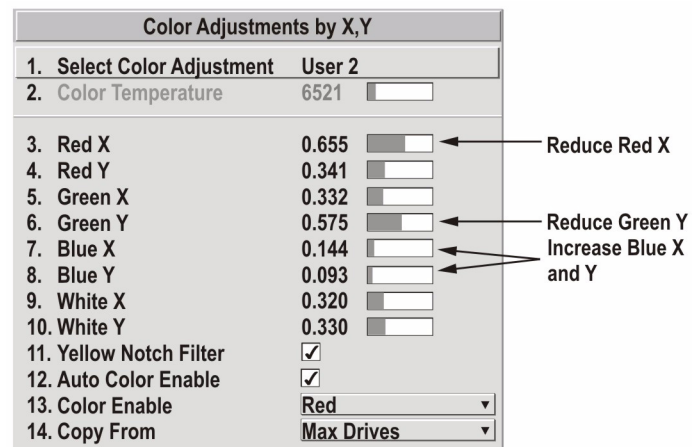 Color Adjustments by X,Y
1. Select Color Adjustment User 2
2. Color Temperature 6521
3. Red X 0.655 Reduce Red X
4. Red Y 0.341
5. Green X 0.332
6. Green Y 0.575 Reduce Green Y
7. Blue X 0.144 Increase Blue X
8. Blue Y 0.093 and Y
9. White X 0.320
10. White Y 0.330
11. Yellow Notch Filter
12. Auto Color Enable
13. Color Enable Red
14. Copy From Max Drives